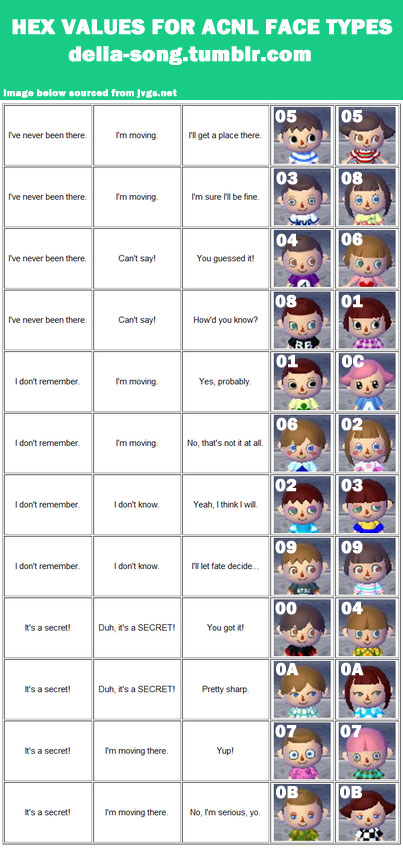 HEX VALUES FOR ACNL FACE TYPES
delia-song.tumblr.com
Image below sourced from jvgs.net
I've never been there. I'm moving. I'll get a place there. 05 05
I've never been there. I'm moving. I'm sure I'll be fine. 03 08
I've never been there. Can't say! You guessed it! 04 06
I've never been there. Can't say! How'd you know? 08 01
I don't remember. I'm moving. Yes, probably. 01 0C
I don't remember. I'm moving. No, that's not it at all. 06 02
I don't remember. I don't know. Yeah, I think I will. 02 03
I don't remember. I don't know. I'll let fate decide... 09 09
It's a secret! Duh, it's a SECRET! You got it! 00 04
It's a secret! Duh, it's a SECRET! Pretty sharp. 0A 0A
It's a secret! I'm moving there. Yup! 07 07
It's a secret! I'm moving there. No, I'm serious, yo. 0B 0B